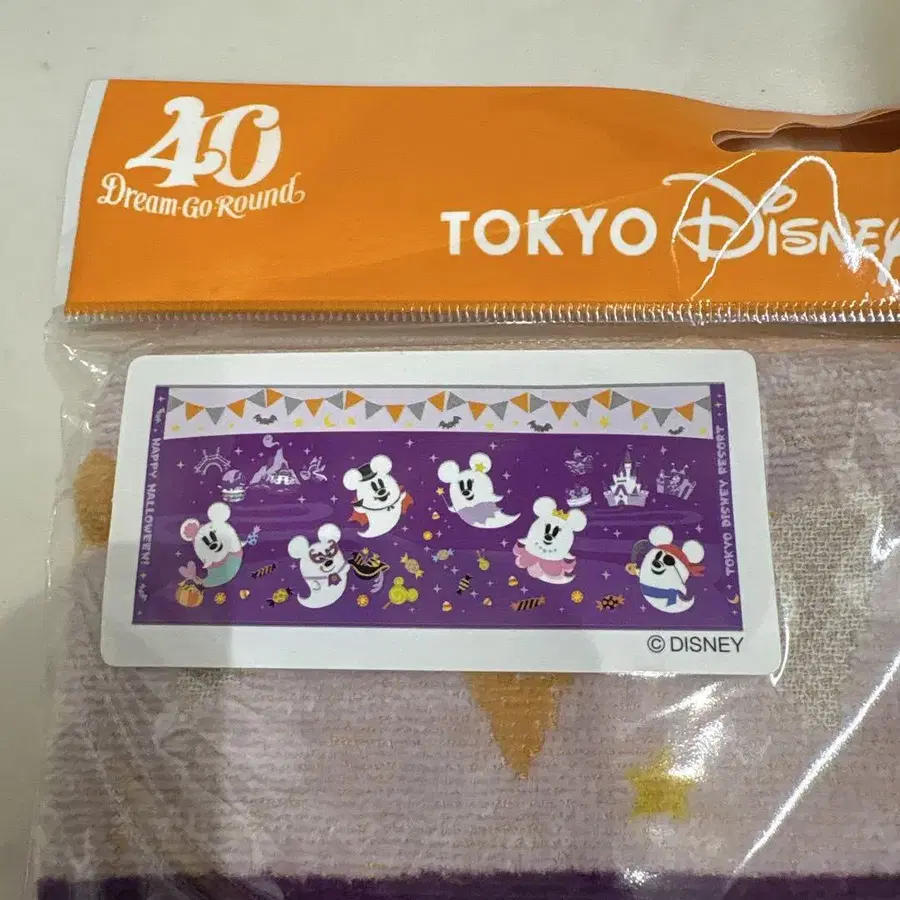 40
Dream·Go·Round
TOKYO DISNEY
HAPPY HALLOWEEN!
TOKYO DISNEY RESORT
© DISNEY